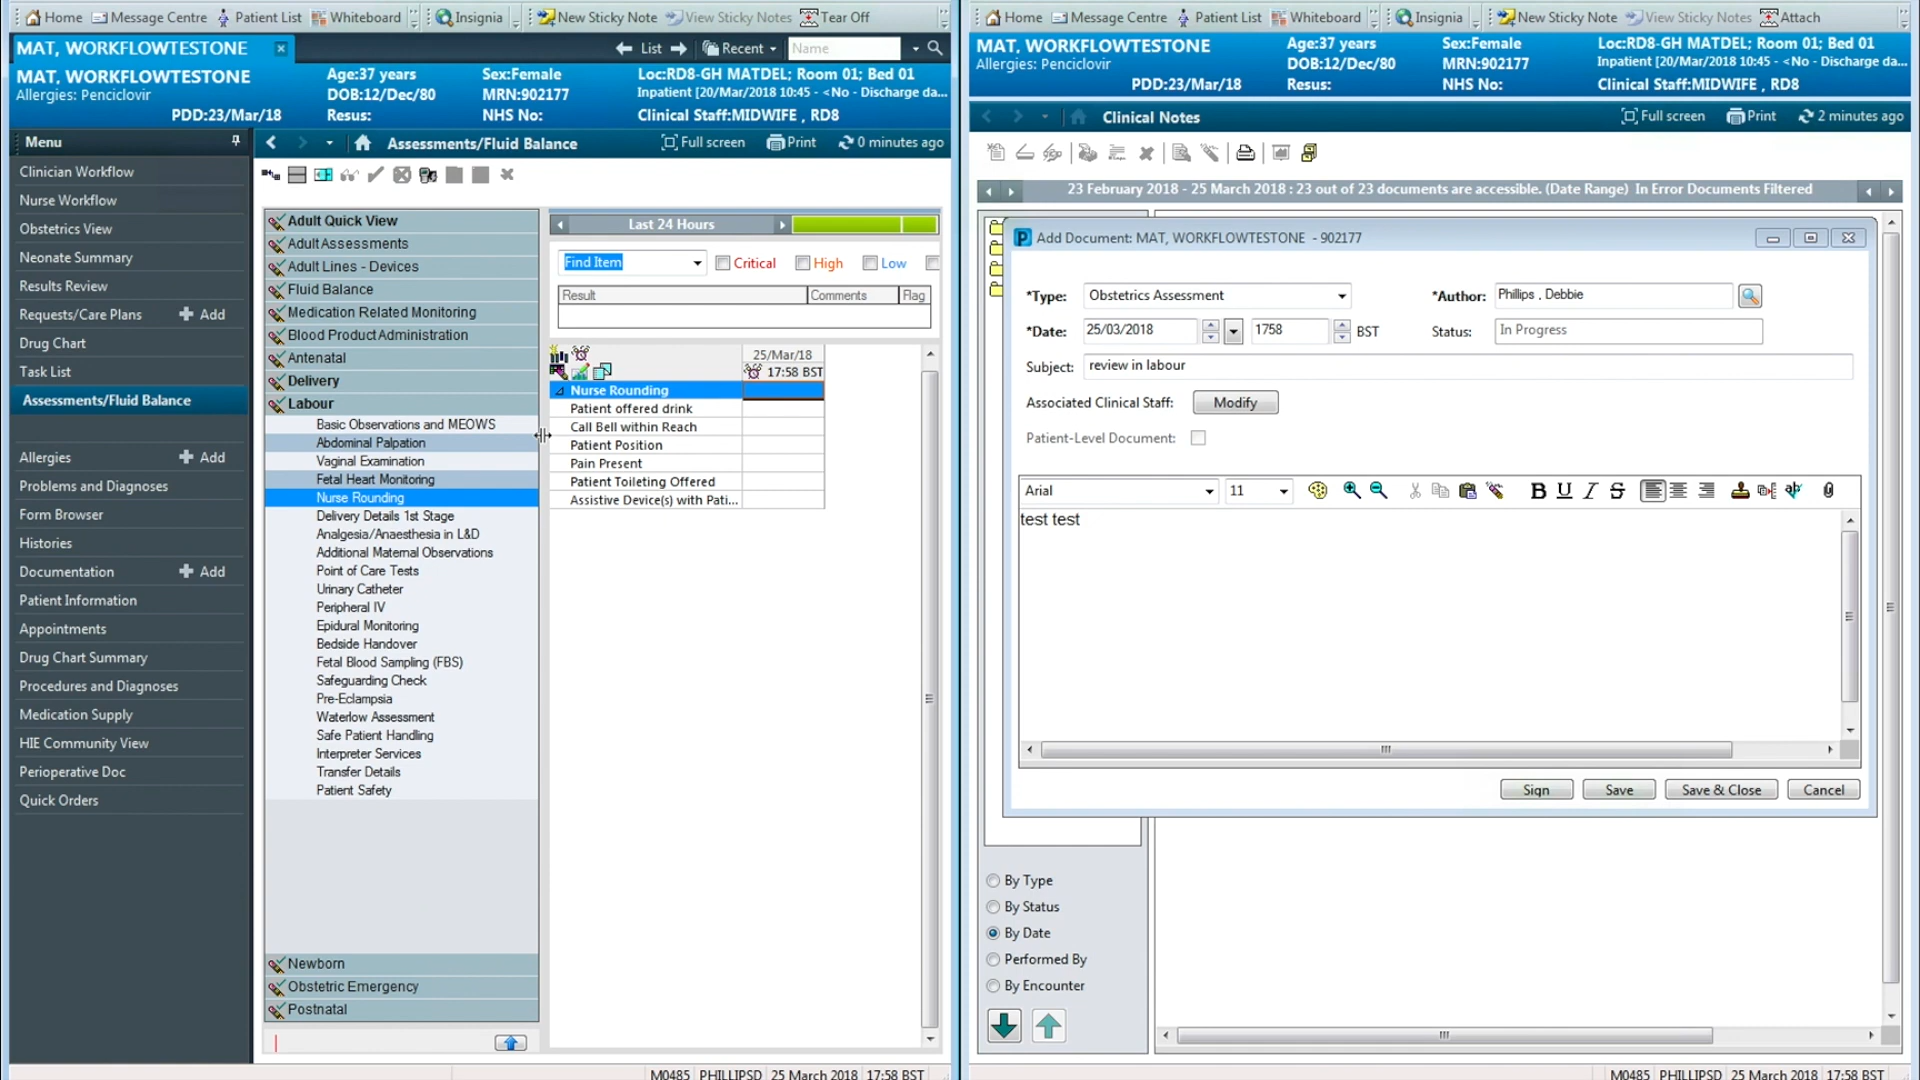 Home Message Centre Patient List Whiteboard Insignia New Sticky Note View Sticky Notes Tear Off
MAT, WORKFLOWTESTONE
List Recent Name
MAT, WORKFLOWTESTONE Age:37 years Sex:Female Loc:RD8-GH MATDEL; Room 01; Bed 01
Allergies: Penciclovir DOB:12/Dec/80 MRN:902177 Inpatient [20/Mar/2018 10:45 - <No - Discharge da...
PDD:23/Mar/18 Resus: NHS No: Clinical Staff:MIDWIFE , RD8
Menu
Assessments/Fluid Balance
Full screen Print 0 minutes ago
Clinician Workflow
Nurse Workflow
Obstetrics View
Neonate Summary
Results Review
Requests/Care Plans Add
Drug Chart
Task List
Assessments/Fluid Balance
Allergies Add
Problems and Diagnoses
Form Browser
Histories
Documentation Add
Patient Information
Appointments
Drug Chart Summary
Procedures and Diagnoses
Medication Supply
HIE Community View
Perioperative Doc
Quick Orders
Adult Quick View
Adult Assessments
Adult Lines - Devices
Fluid Balance
Medication Related Monitoring
Blood Product Administration
Antenatal
Delivery
Labour
Basic Observations and MEOWS
Abdominal Palpation
Vaginal Examination
Fetal Heart Monitoring
Nurse Rounding
Delivery Details 1st Stage
Analgesia/Anaesthesia in L&D
Additional Maternal Observations
Point of Care Tests
Urinary Catheter
Peripheral IV
Epidural Monitoring
Bedside Handover
Fetal Blood Sampling (FBS)
Safeguarding Check
Pre-Eclampsia
Waterlow Assessment
Safe Patient Handling
Interpreter Services
Transfer Details
Patient Safety
Newborn
Obstetric Emergency
Postnatal
Last 24 Hours
Find Item Critical High Low
Result Comments Flag
25/Mar/18
17:58 BST
Nurse Rounding
Patient offered drink
Call Bell within Reach
Patient Position
Pain Present
Patient Toileting Offered
Assistive Device(s) with Pati...
M0485 PHILLIPSD 25 March 2018 17:58 BST
Home Message Centre Patient List Whiteboard Insignia New Sticky Note View Sticky Notes Attach
MAT, WORKFLOWTESTONE Age:37 years Sex:Female Loc:RD8-GH MATDEL; Room 01; Bed 01
Allergies: Penciclovir DOB:12/Dec/80 MRN:902177 Inpatient [20/Mar/2018 10:45 - <No - Discharge da...
PDD:23/Mar/18 Resus: NHS No: Clinical Staff:MIDWIFE , RD8
Clinical Notes Full screen Print 2 minutes ago
23 February 2018 - 25 March 2018 : 23 out of 23 documents are accessible. (Date Range) In Error Documents Filtered
Add Document: MAT, WORKFLOWTESTONE - 902177
*Type: Obstetrics Assessment *Author: Phillips , Debbie
*Date: 25/03/2018 1758 BST Status: In Progress
Subject: review in labour
Associated Clinical Staff: Modify
Patient-Level Document:
Arial 11 B U I S
test test
Sign Save Save & Close Cancel
By Type
By Status
By Date
Performed By
By Encounter
M0485 PHILLIPSD 25 March 2018 17:58 BST